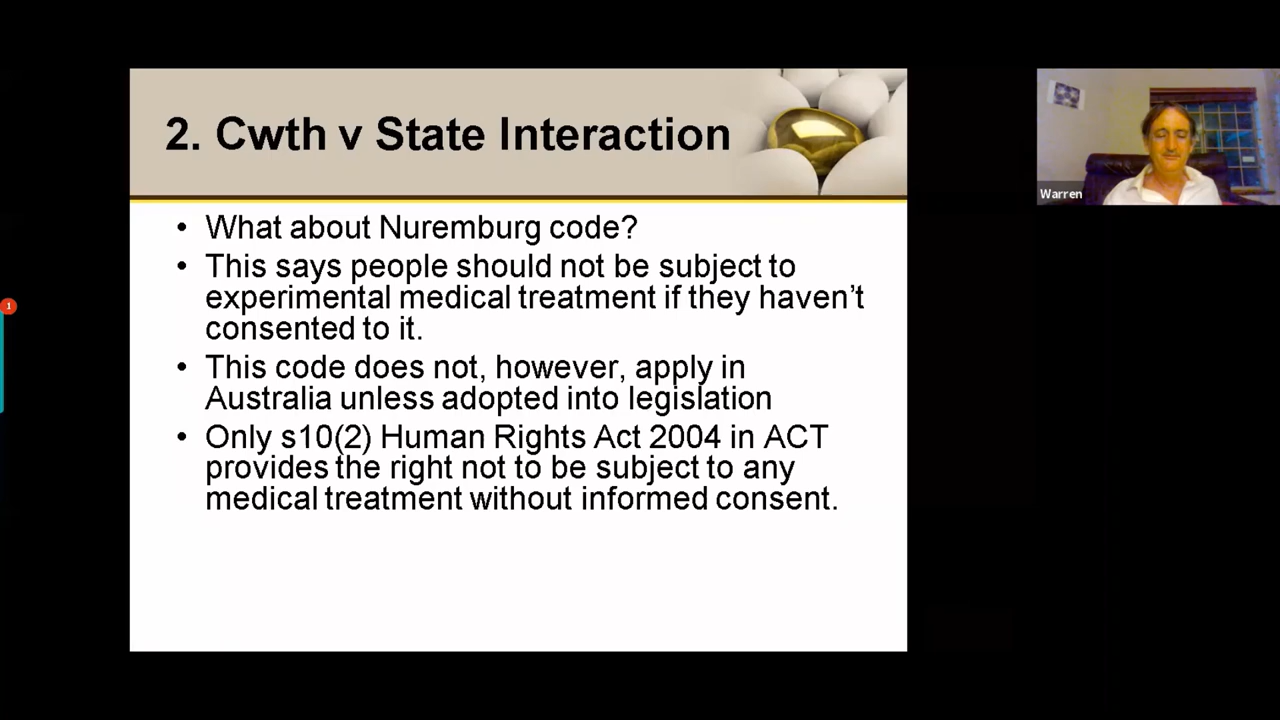 2. Cwth v State Interaction
• What about Nuremburg code?
• This says people should not be subject to
experimental medical treatment if they haven’t
consented to it.
• This code does not, however, apply in
Australia unless adopted into legislation
• Only s10(2) Human Rights Act 2004 in ACT
provides the right not to be subject to any
medical treatment without informed consent.
Warren
1